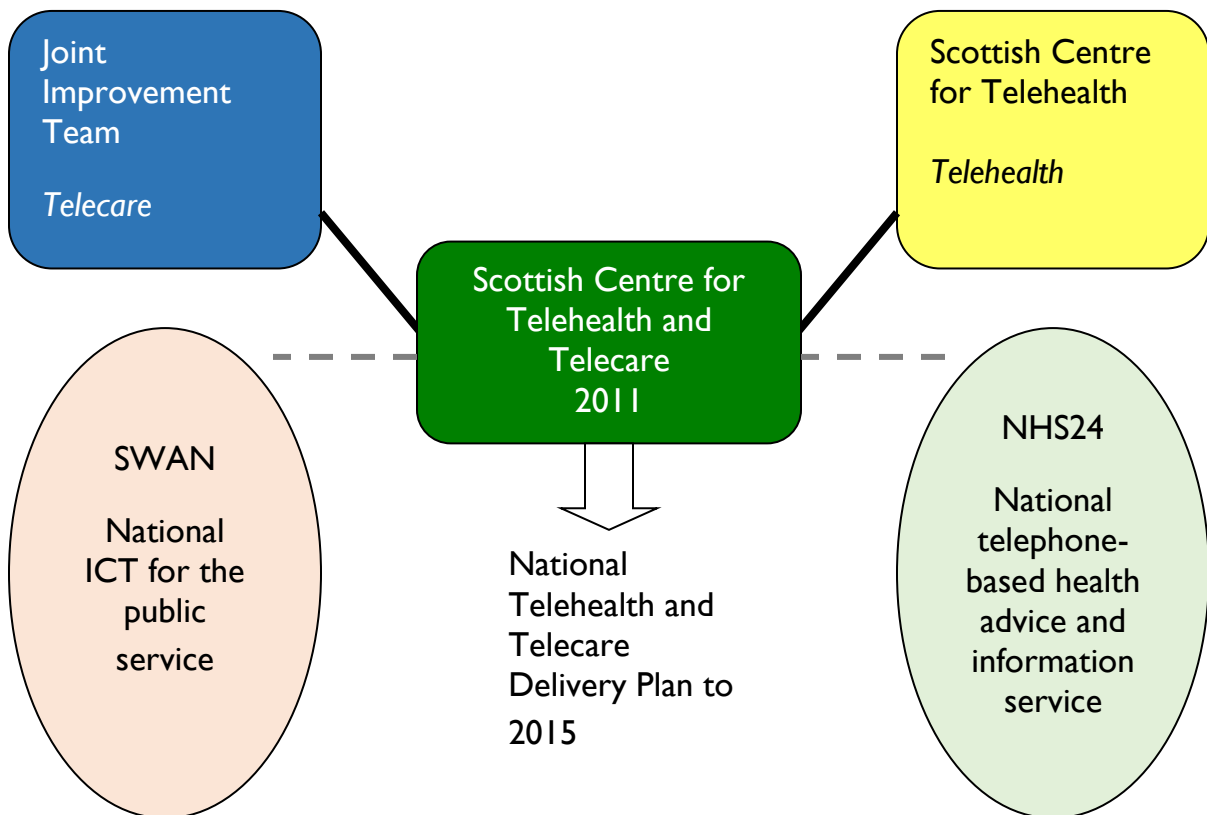 Joint
Improvement
Team
Telecare
Scottish Centre
for Telehealth
Telehealth
Scottish Centre for
Telehealth and
Telecare
2011
SWAN
National
ICT for the
public
service
National
Telehealth and
Telecare
Delivery Plan to
2015
NHS24
National
telephone-
based health
advice and
information
service